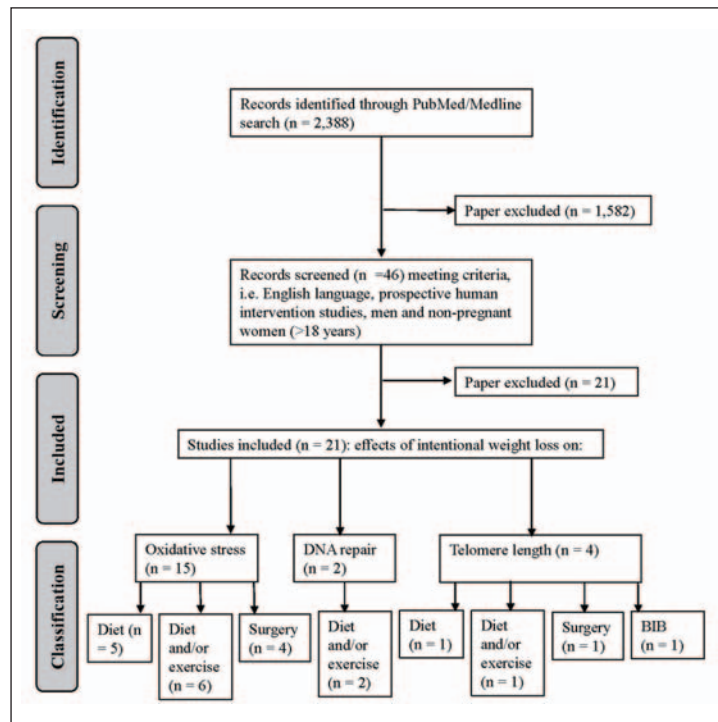 Identification
Records identified through PubMed/Medline
search (n = 2,388)
Paper excluded (n = 1,582)
Screening
Records screened (n =46) meeting criteria,
i.e. English language, prospective human
intervention studies, men and non-pregnant
women (>18 years)
Paper excluded (n = 21)
Included
Studies included (n = 21): effects of intentional weight loss on:
Classification
Oxidative stress
(n = 15)
DNA repair
(n = 2)
Telomere length (n = 4)
Diet (n
= 5)
Diet
and/or
exercise
(n = 6)
Surgery
(n = 4)
Diet
and/or
exercise
(n = 2)
Diet
(n = 1)
Diet
and/or
exercise
(n = 1)
Surgery
(n = 1)
BIB
(n = 1)